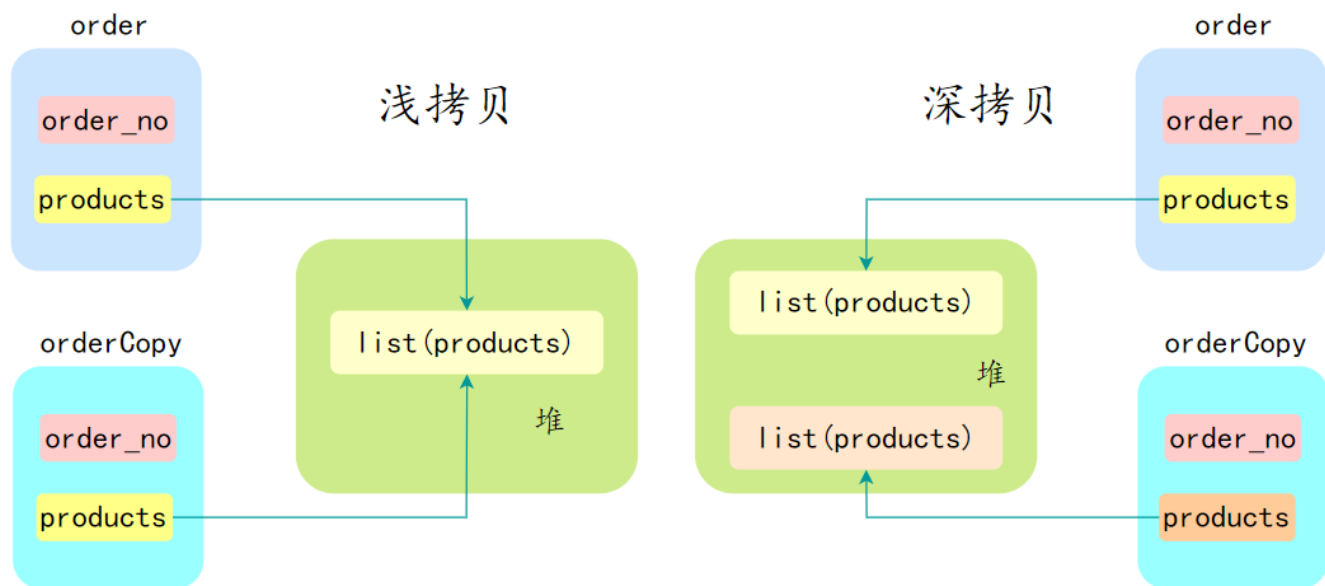 order
order_no
products
浅拷贝
list(products)
堆
orderCopy
order_no
products
深拷贝
order
order_no
products
list(products)
堆
list(products)
orderCopy
order_no
products